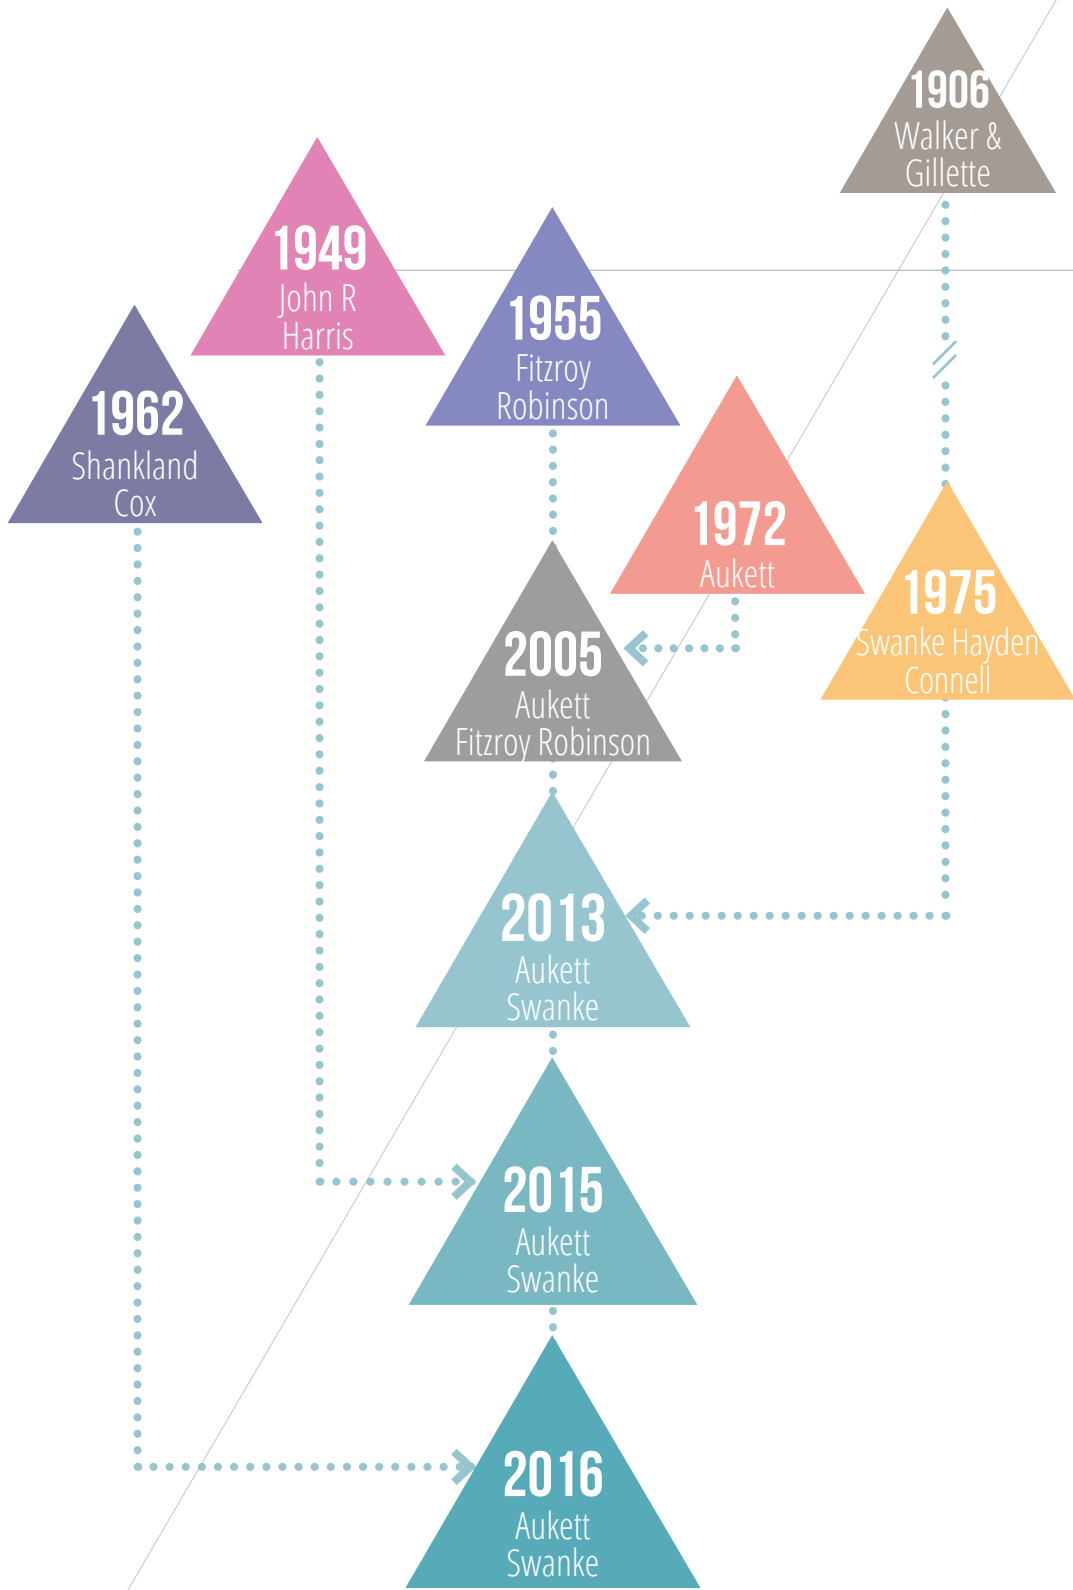 1906
Walker &
Gillette
1949
John R
Harris
1955
Fitzroy
Robinson
1962
Shankland
Cox
1972
Aukett
1975
Swanke Hayden
Connell
2005
Aukett
Fitzroy Robinson
2013
Aukett
Swanke
2015
Aukett
Swanke
2016
Aukett
Swanke